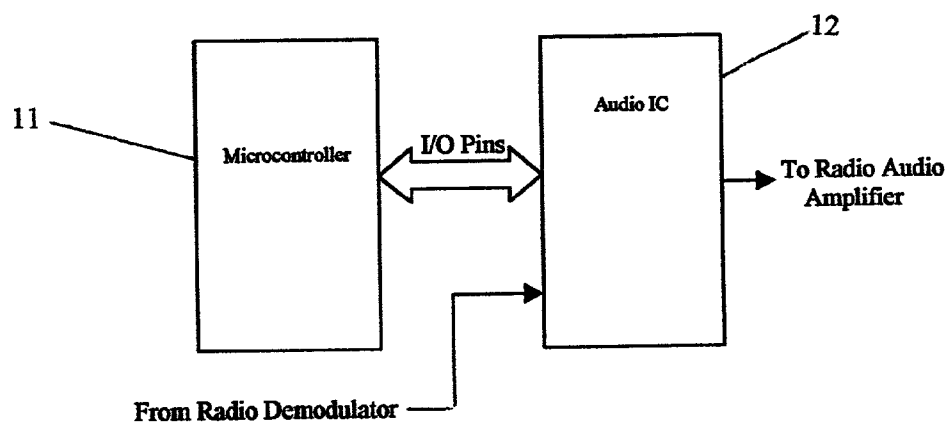 12
Audio IC
11
Microcontroller
I/O Pins
To Radio Audio
Amplifier
From Radio Demodulator